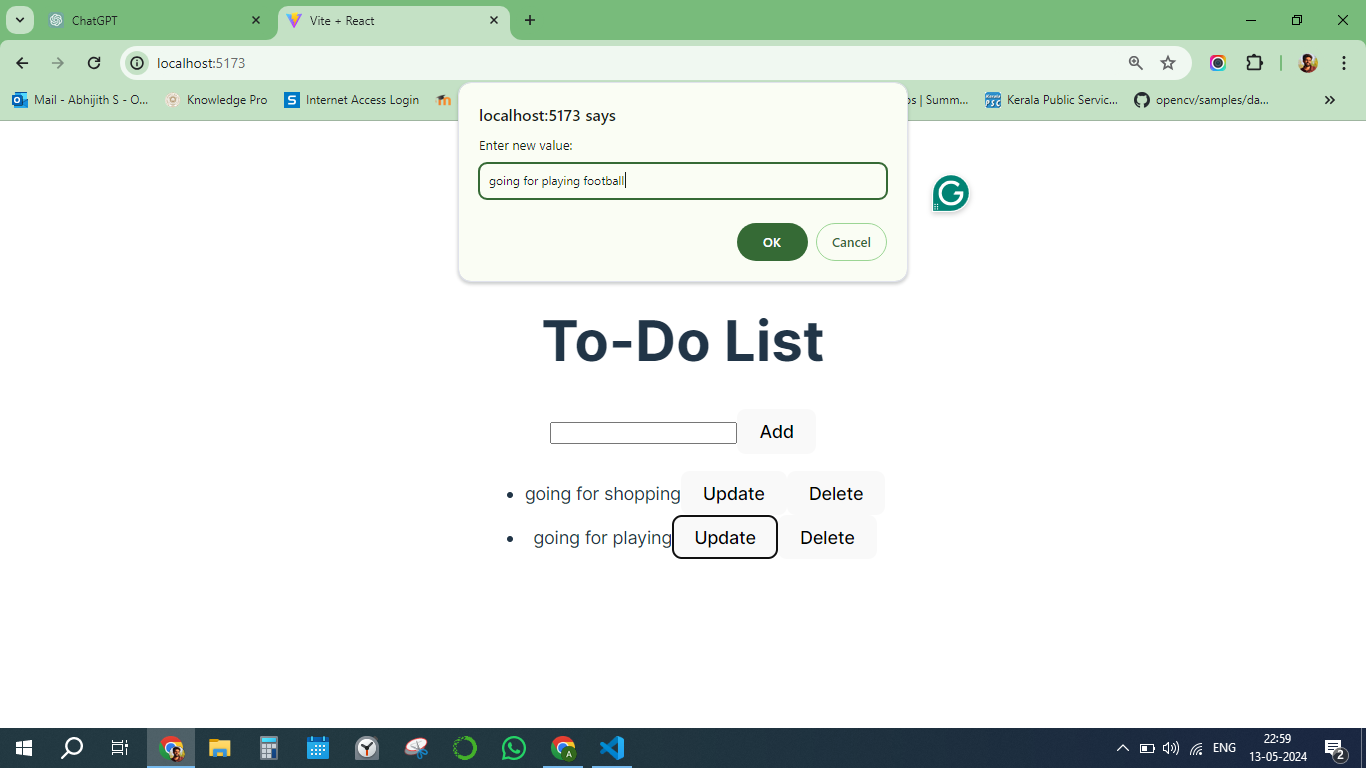 ChatGPT
Vite + React
localhost:5173
Mail - Abhijith S - O...
Knowledge Pro
Internet Access Login
os | Summ...
Kerala Public Servic...
opencv/samples/da...
localhost:5173 says
Enter new value:
going for playing football
OK
Cancel
To-Do List
Add
going for shopping Update Delete
going for playing Update Delete
ENG
22:59
13-05-2024
2